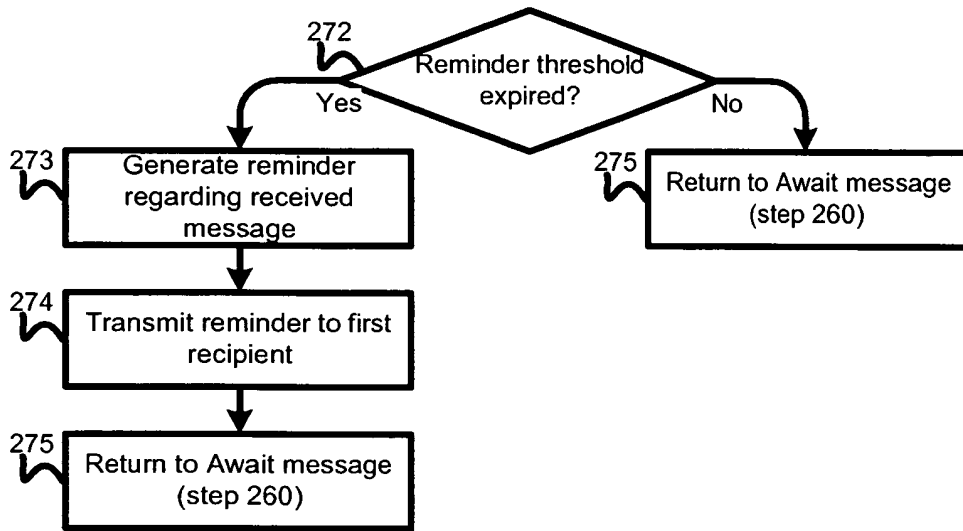 272
Reminder threshold
expired?
Yes
No
273
Generate reminder
regarding received
message
275
Return to Await message
(step 260)
274
Transmit reminder to first
recipient
275
Return to Await message
(step 260)